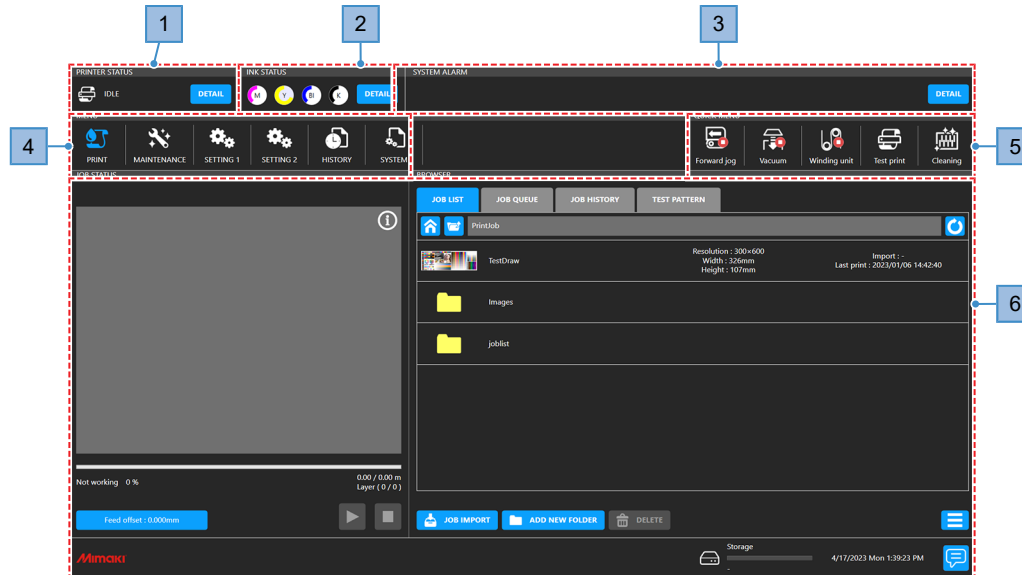 1
2
3
PRINTER STATUS
INK STATUS
SYSTEM ALARM
IDLE
DETAIL
M
Y
Bl
K
DETAIL
DETAIL
4
PRINT
MAINTENANCE
SETTING 1
SETTING 2
HISTORY
SYSTEM
Forward jog
Vacuum
Winding unit
Test print
Cleaning
5
JOB STATUS
BROWSER
JOB LIST
JOB QUEUE
JOB HISTORY
TEST PATTERN
PrintJob
TestDraw
Resolution : 300×600
Width : 326mm
Height : 107mm
Import : -
Last print : 2023/01/06 14:42:40
Images
6
joblist
Not working 0 %
0.00 / 0.00 m
Layer ( 0 / 0 )
Feed offset : 0.000mm
JOB IMPORT
ADD NEW FOLDER
DELETE
Mimaki
Storage
-
4/17/2023 Mon 1:39:23 PM